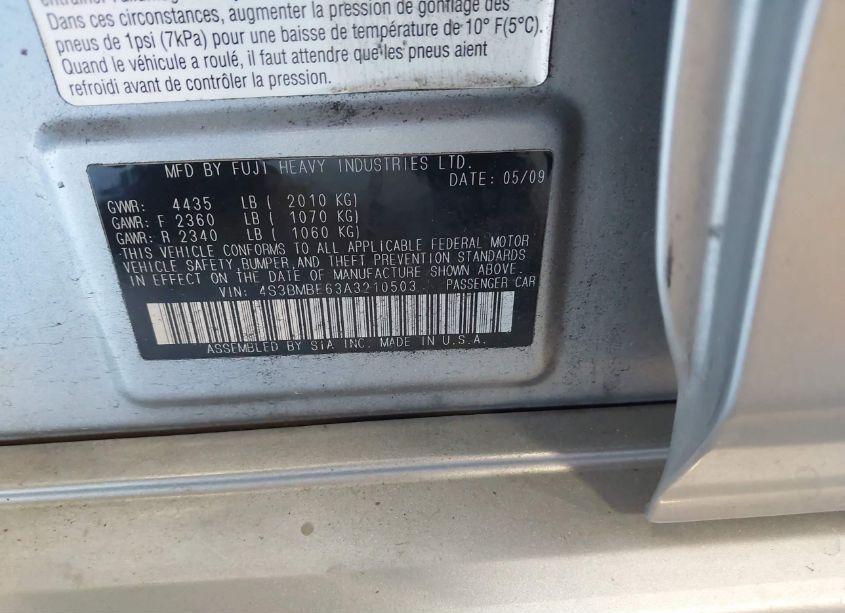 Dans ces circonstances, augmenter la pression de gonflage des
pneus de 1psi (7kPa) pour une baisse de température de 10° F(5°C).
Quand le véhicule a roulé, il faut attendre que les pneus aient
refroidi avant de contrôler la pression.
MFD BY FUJI HEAVY INDUSTRIES LTD.
DATE: 05/09
GVWR: 4435 LB ( 2010 KG)
GAWR: F 2360 LB ( 1070 KG)
GAWR: R 2340 LB ( 1060 KG)
THIS VEHICLE CONFORMS TO ALL APPLICABLE FEDERAL MOTOR
VEHICLE SAFETY,BUMPER,AND THEFT PREVENTION STANDARDS
IN EFFECT ON THE DATE OF MANUFACTURE SHOWN ABOVE.
VIN: 4S3BMBE63A3210503 PASSENGER CAR
ASSEMBLED BY SIA INC. MADE IN U.S.A.